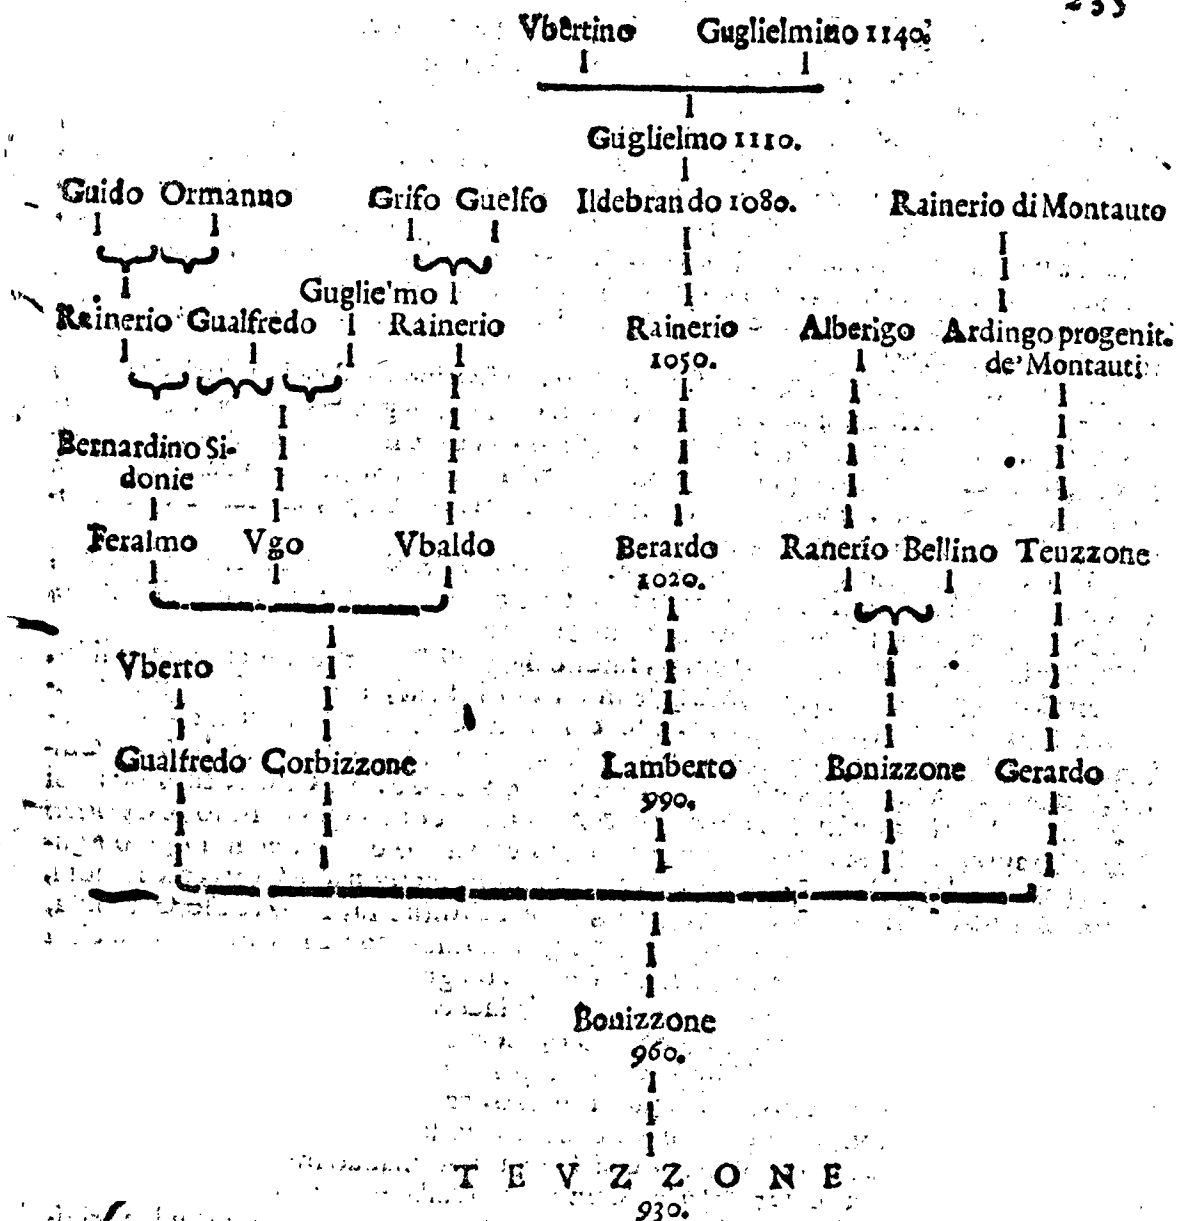 235
Vbertino Guglielmino 1140.
Guglielmo 1110.
Guido Ormanno Grifo Guelfo Ildebrando 1080. Rainerio di Montauto
Guglie'mo
Rainerio Gualfredo Rainerio Rainerio Alberigo Ardingo progenit.
1050. de' Montauti
Bernardino Si-
donie
Feralmo Vgo Vbaldo Berardo Ranerio Bellino Teuzzone
1020.
Vberto
Gualfredo Corbizzone Lamberto Bonizzone Gerardo
990.
Bonizzone
960.
TEVZZONE
930.